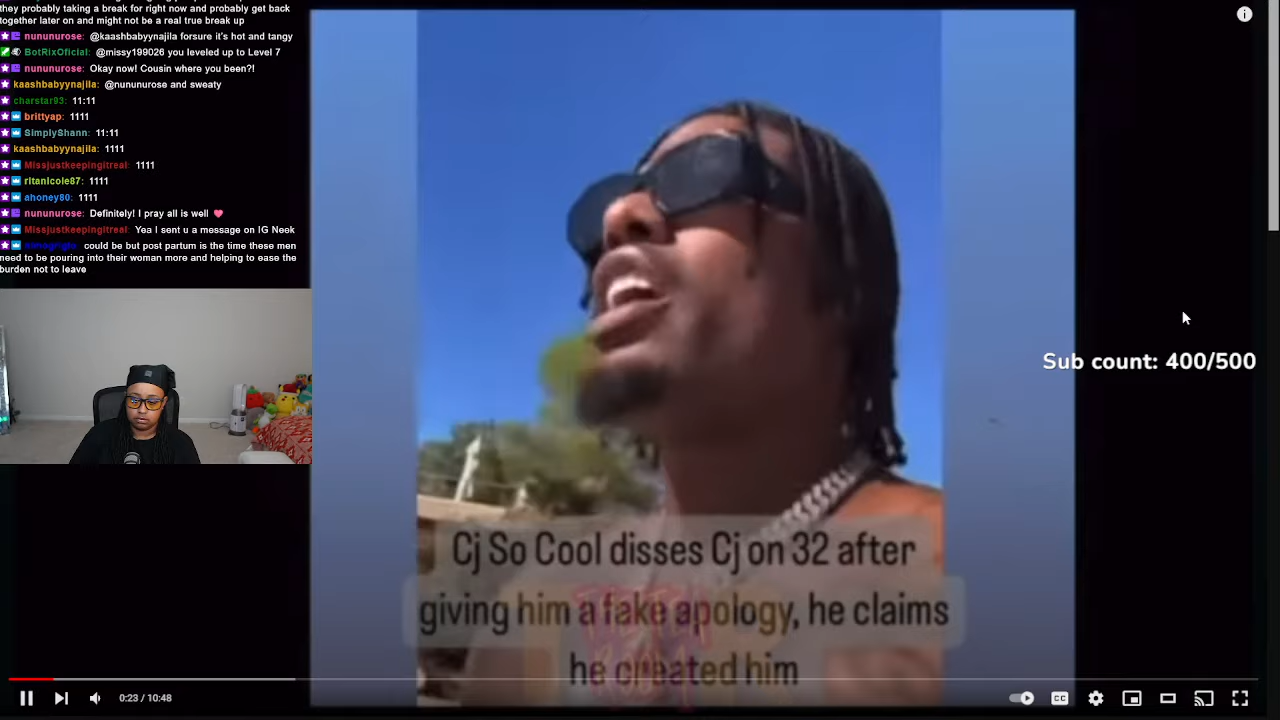 they probably taking a break for right now and probably get back
together later on and might not be a real true break up
nununurose: @kaashbabyynajila forsure it's hot and tangy
BotRixOficial: @missy199026 you leveled up to Level 7
nununurose: Okay now! Cousin where you been?!
kaashbabyynajila: @nununurose and sweaty
charstar93: 11:11
brittyap: 1111
SimplyShann: 11:11
kaashbabyynajila: 1111
Missjustkeepingitreal: 1111
ritanicole87: 1111
ahoney80: 1111
nununurose: Definitely! I pray all is well
Missjustkeepingitreal: Yea I sent u a message on IG Neek
could be but post partum is the time these men
need to be pouring into their woman more and helping to ease the
burden not to leave
Sub count: 400/500
Cj So Cool disses Cj on 32 after
giving him a fake apology, he claims
he created him
0:23 / 10:48
CC